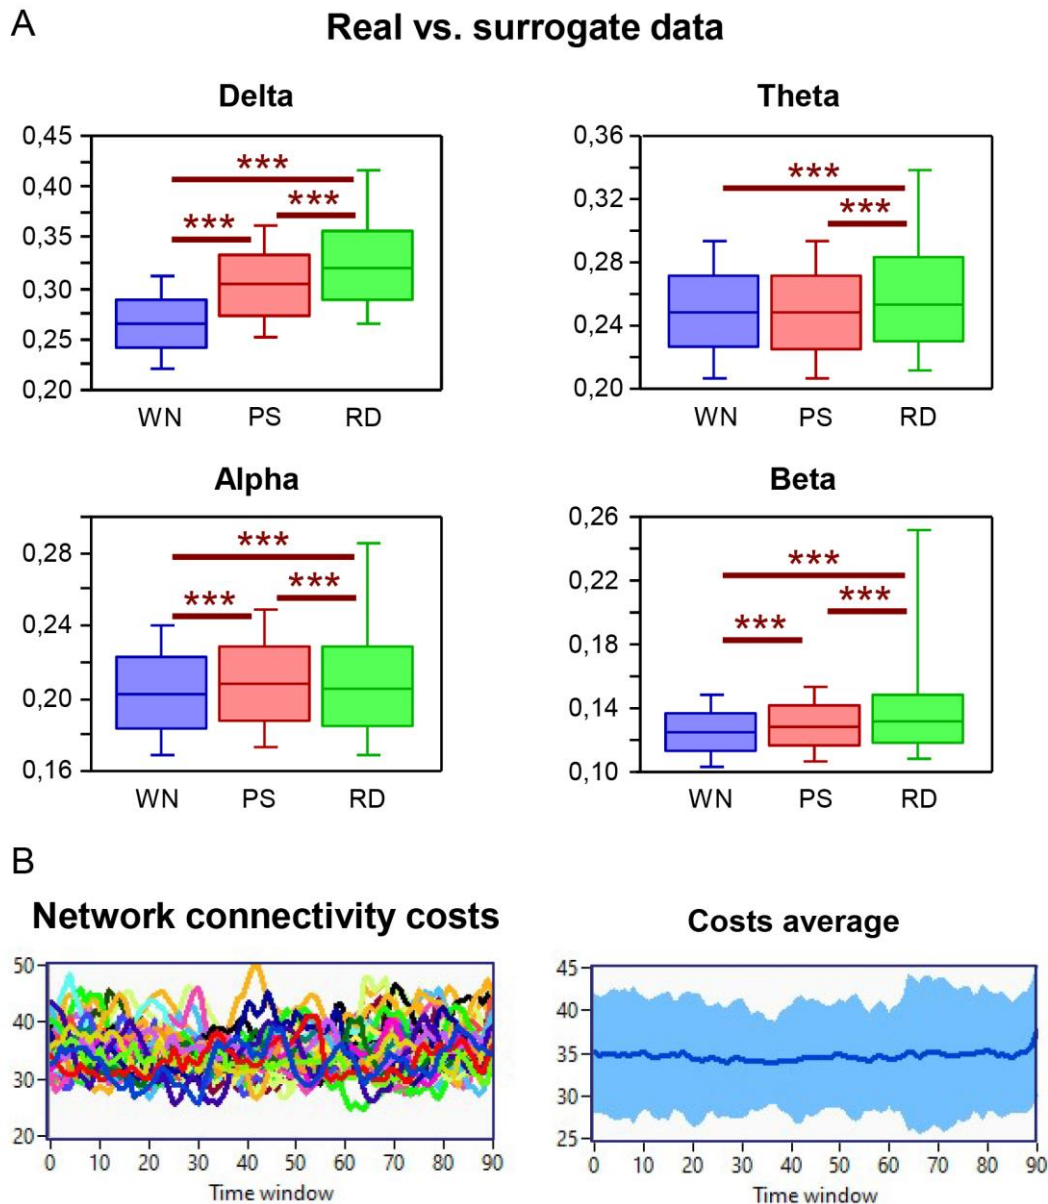 A
Real vs. surrogate data
Delta
0,45
0,40
0,35
0,30
0,25
0,20
***
***
***
WN PS RD
Theta
0,36
0,32
0,28
0,24
0,20
***
***
WN PS RD
Alpha
0,28
0,24
0,20
0,16
***
***
***
WN PS RD
Beta
0,26
0,22
0,18
0,14
0,10
***
***
***
WN PS RD
B
Network connectivity costs
50
40
30
20
0 10 20 30 40 50 60 70 80 90
Time window
Costs average
45
40
35
30
25
0 10 20 30 40 50 60 70 80 90
Time window